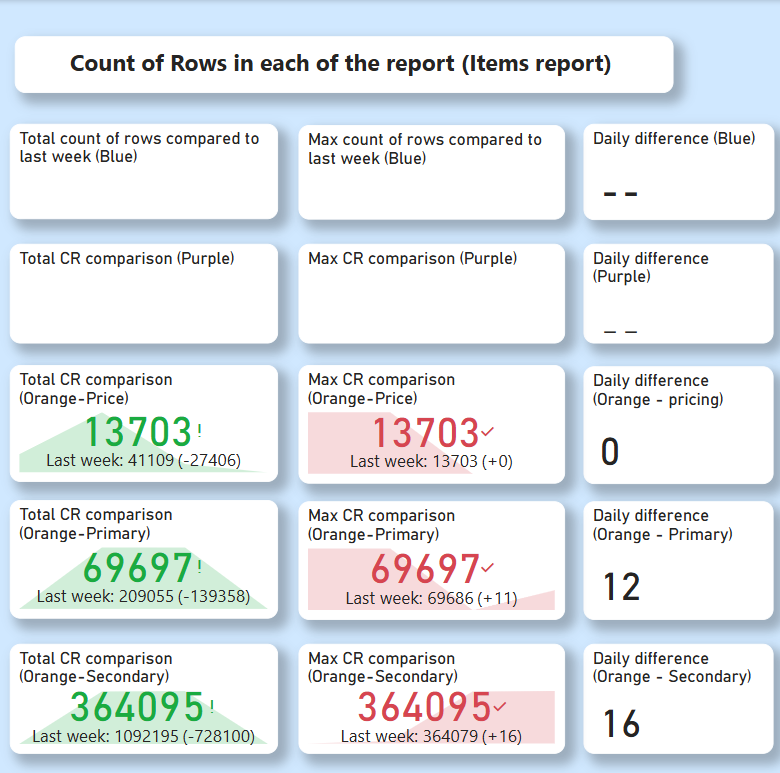 Count of Rows in each of the report (Items report)
Total count of rows compared to
last week (Blue)
Max count of rows compared to
last week (Blue)
Daily difference (Blue)
--
Total CR comparison (Purple)
Max CR comparison (Purple)
Daily difference
(Purple)
--
Total CR comparison
(Orange-Price)
13703!
Last week: 41109 (-27406)
Max CR comparison
(Orange-Price)
13703✓
Last week: 13703 (+0)
Daily difference
(Orange - pricing)
0
Total CR comparison
(Orange-Primary)
69697!
Last week: 209055 (-139358)
Max CR comparison
(Orange-Primary)
69697✓
Last week: 69686 (+11)
Daily difference
(Orange - Primary)
12
Total CR comparison
(Orange-Secondary)
364095!
Last week: 1092195 (-728100)
Max CR comparison
(Orange-Secondary)
364095✓
Last week: 364079 (+16)
Daily difference
(Orange - Secondary)
16